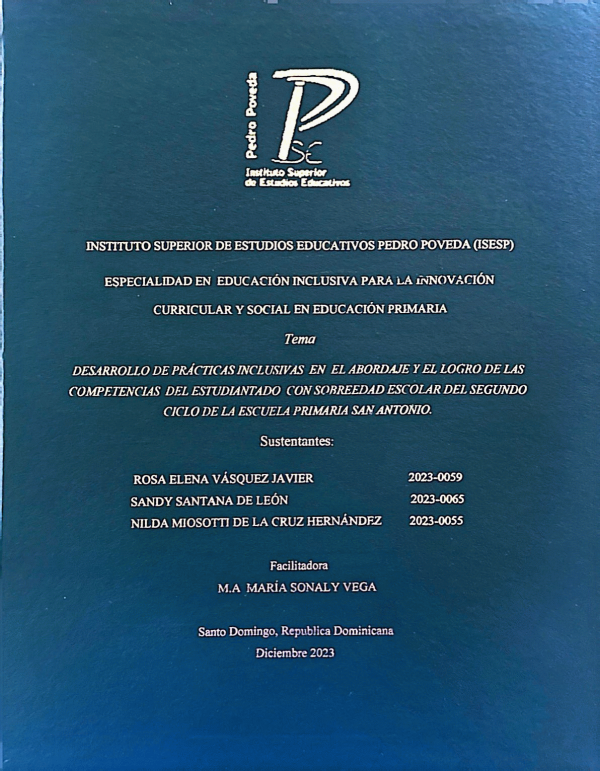 Pedro Poveda
ISE
Instituto Superior
de Estudios Educativos
INSTITUTO SUPERIOR DE ESTUDIOS EDUCATIVOS PEDRO POVEDA (ISESP)
ESPECIALIDAD EN EDUCACIÓN INCLUSIVA PARA LA INNOVACIÓN
CURRICULAR Y SOCIAL EN EDUCACIÓN PRIMARIA
Tema
DESARROLLO DE PRÁCTICAS INCLUSIVAS EN EL ABORDAJE Y EL LOGRO DE LAS
COMPETENCIAS DEL ESTUDIANTADO CON SOBREEDAD ESCOLAR DEL SEGUNDO
CICLO DE LA ESCUELA PRIMARIA SAN ANTONIO.
Sustentantes:
ROSA ELENA VÁSQUEZ JAVIER 2023-0059
SANDY SANTANA DE LEÓN 2023-0065
NILDA MIOSOTTI DE LA CRUZ HERNÁNDEZ 2023-0055
Facilitadora
M.A MARÍA SONALY VEGA
Santo Domingo, Republica Dominicana
Diciembre 2023